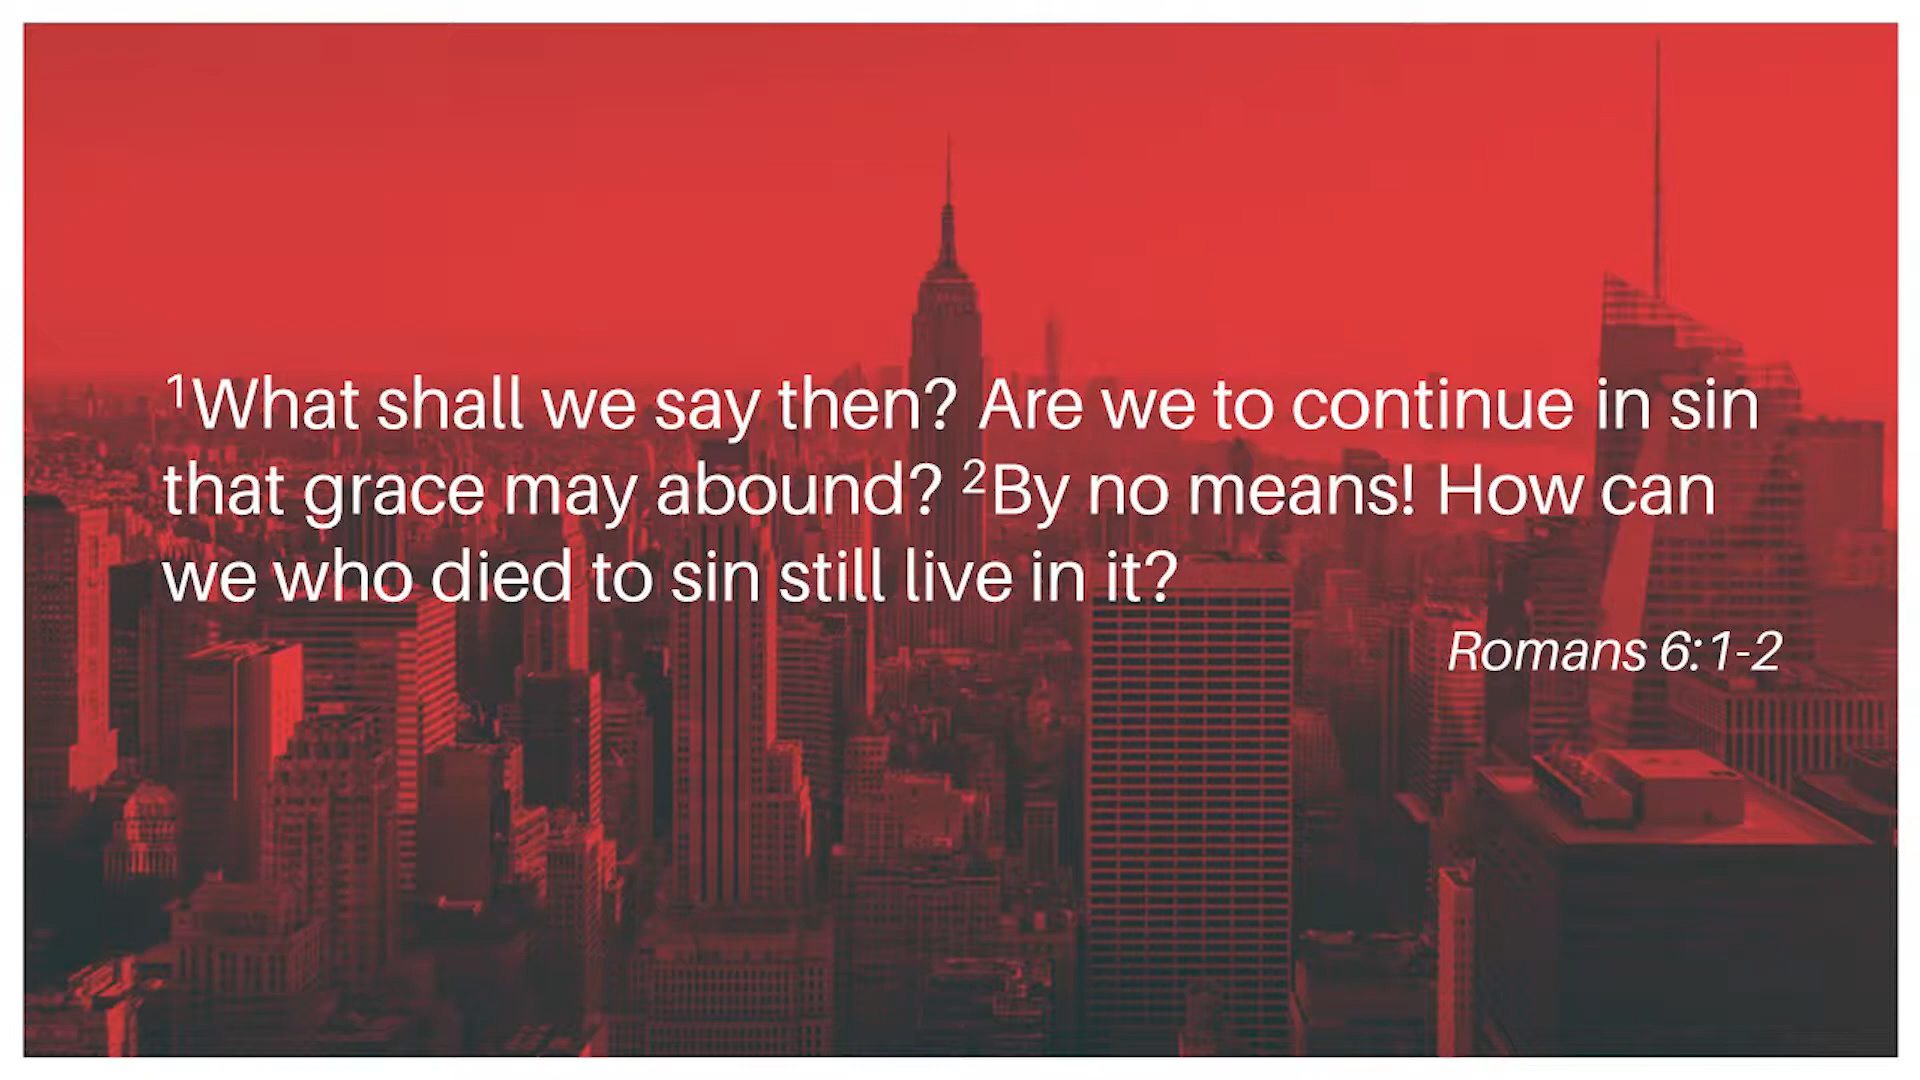 ¹What shall we say then? Are we to continue in sin
that grace may abound? ²By no means! How can
we who died to sin still live in it?
Romans 6:1-2